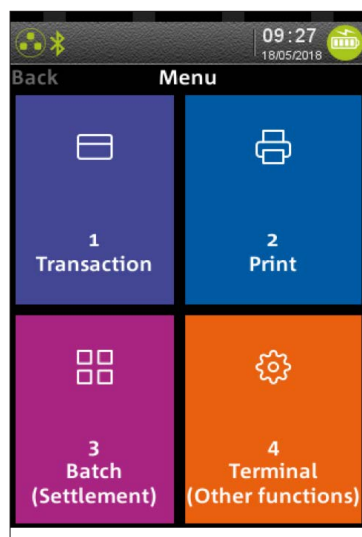 09:27
18/05/2018
Back Menu
1
Transaction
2
Print
3
Batch
(Settlement)
4
Terminal
(Other functions)